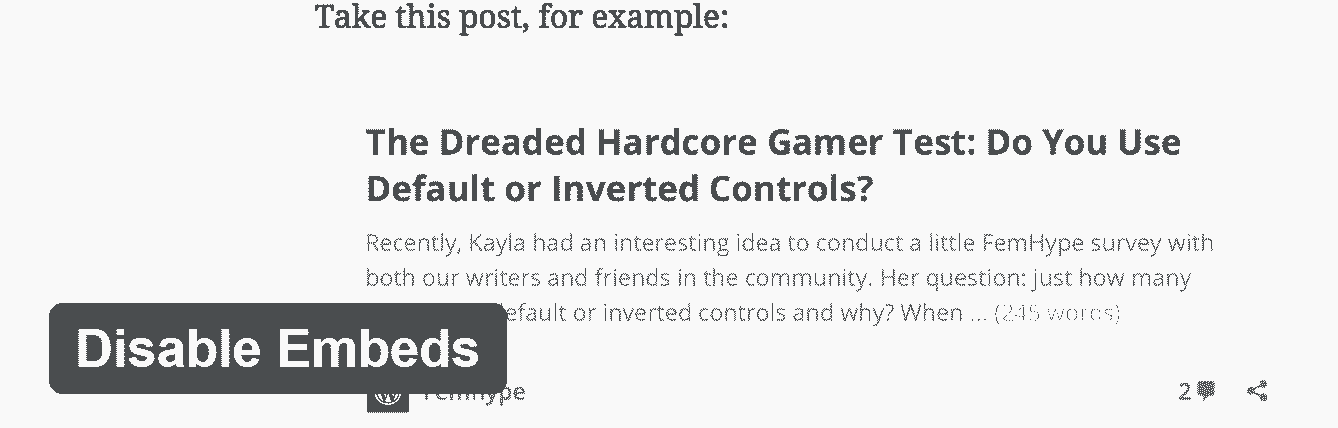 Take this post, for example:
The Dreaded Hardcore Gamer Test: Do You Use
Default or Inverted Controls?
Recently, Kayla had an interesting idea to conduct a little FemHype survey with
both our writers and friends in the community. Her question: just how many
default or inverted controls and why? When ... (245 words)
Disable Embeds
FemHype
2